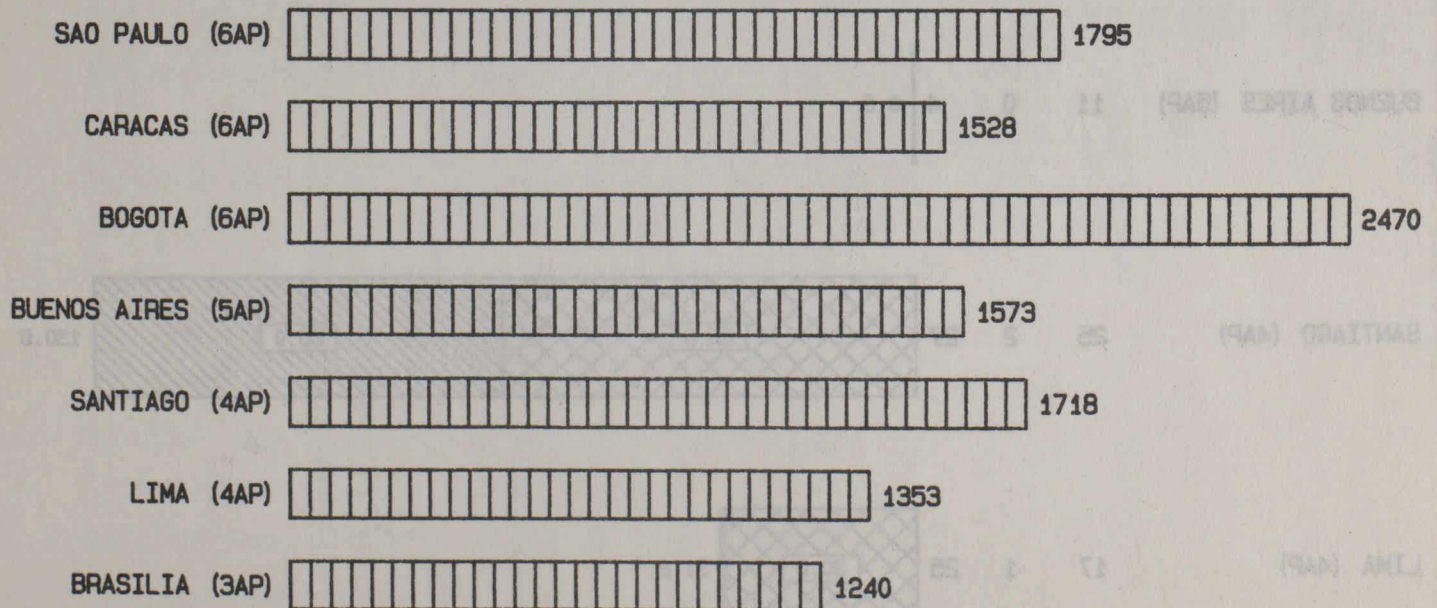 SAO PAULO (6AP) 1795
CARACAS (6AP) 1528
BOGOTA (6AP) 2470
BUENOS AIRES (5AP) 1573
SANTIAGO (4AP) 1718
LIMA (4AP) 1353
BRASILIA (3AP) 1240